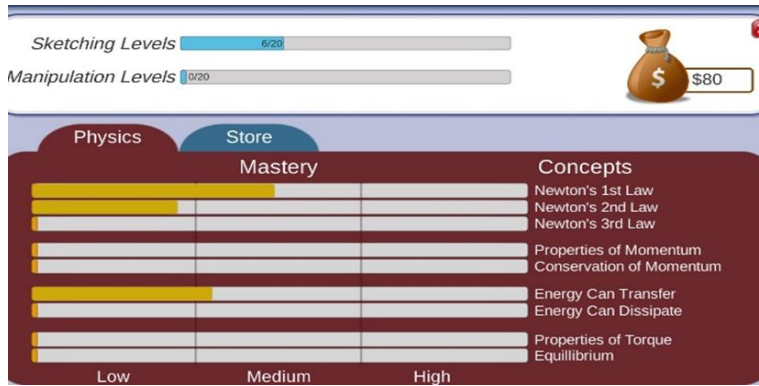 Sketching Levels 6/20
Manipulation Levels 0/20
$ $80
Physics Store
Mastery Concepts
Newton's 1st Law
Newton's 2nd Law
Newton's 3rd Law
Properties of Momentum
Conservation of Momentum
Energy Can Transfer
Energy Can Dissipate
Properties of Torque
Equillibrium
Low Medium High